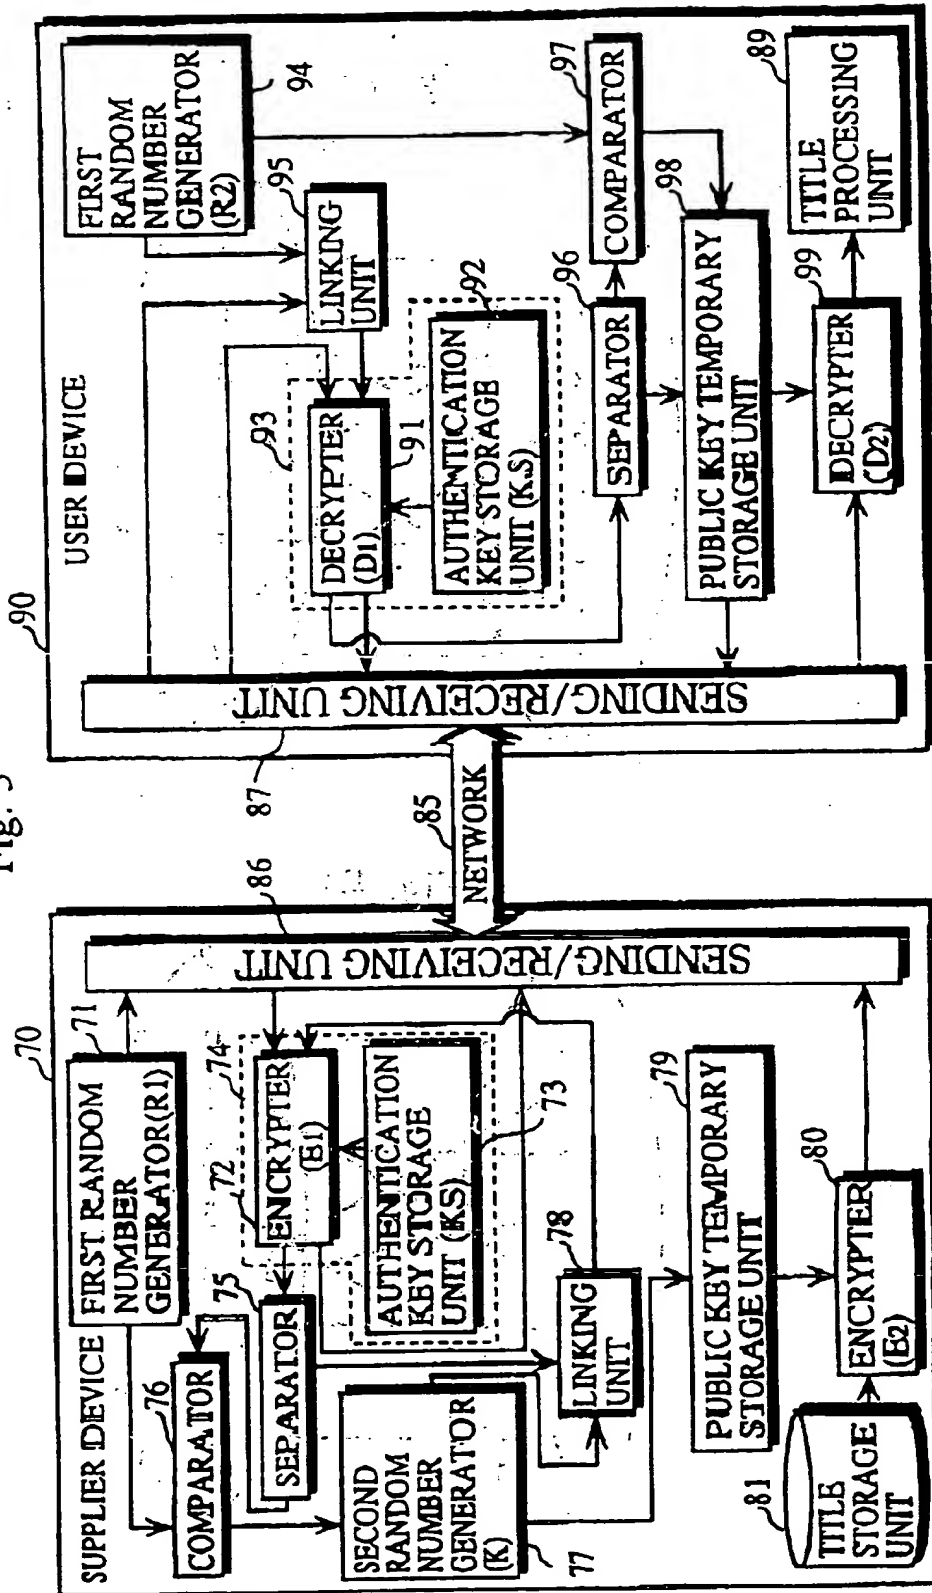 Fig. 5
70
SUPPLIER DEVICE
FIRST RANDOM
NUMBER
GENERATOR(R1)
71
76
COMPARATOR
75
SEPARATOR
72
74
ENCRYPTER
(E1)
AUTHENTICATION
KEY STORAGE
UNIT (KS)
73
SECOND
RANDOM
NUMBER
GENERATOR
(K)
77
78
LINKING
UNIT
79
PUBLIC KEY TEMPORARY
STORAGE UNIT
81
TITLE
STORAGE
UNIT
80
ENCRYPTER
(E2)
86
SENDING/RECEIVING UNIT
85
NETWORK
90
USER DEVICE
87
SENDING/RECEIVING UNIT
FIRST
RANDOM
NUMBER
GENERATOR
(R2)
94
95
LINKING
UNIT
93
DECRYPTER
(D1)
91
92
AUTHENTICATION
KEY STORAGE
UNIT (KS)
96
SEPARATOR
97
COMPARATOR
98
PUBLIC KEY TEMPORARY
STORAGE UNIT
99
DECRYPTER
(D2)
89
TITLE
PROCESSING
UNIT